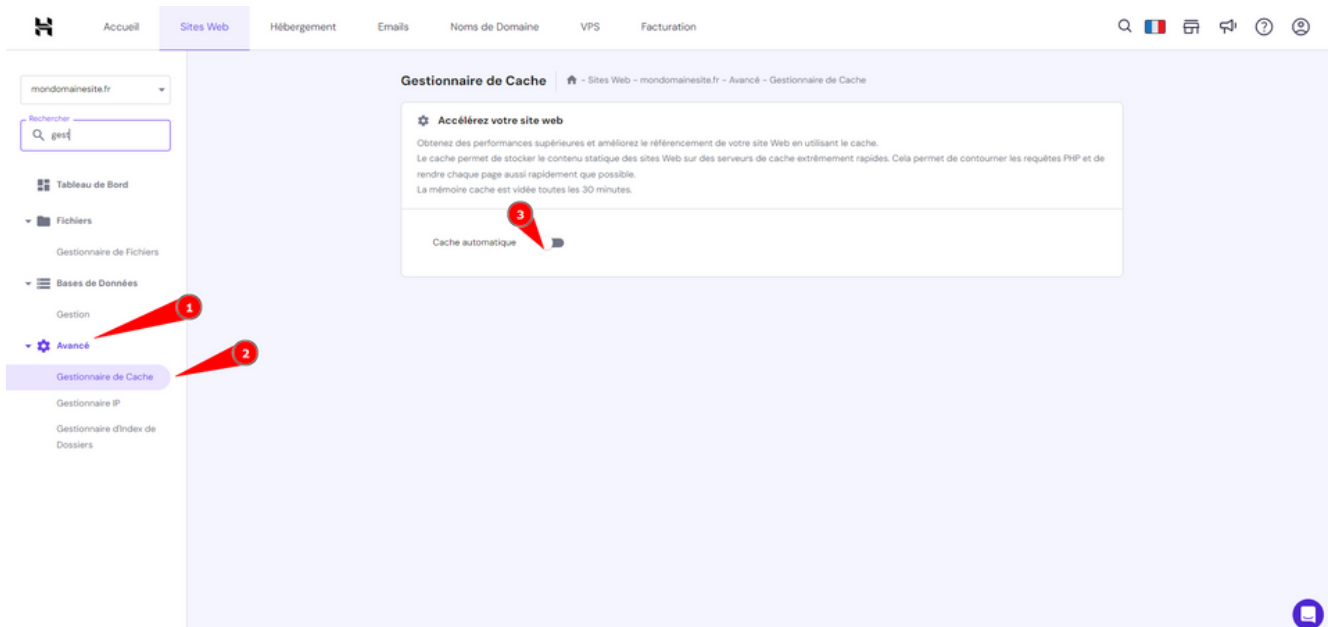 Accueil
Sites Web
Hébergement
Emails
Noms de Domaine
VPS
Facturation
mondomainesite.fr
Rechercher
gest
Tableau de Bord
Fichiers
Gestionnaire de Fichiers
Bases de Données
Gestion
1
Avancé
2
Gestionnaire de Cache
Gestionnaire IP
Gestionnaire d'Index de
Dossiers
Gestionnaire de Cache
- Sites Web - mondomainesite.fr - Avancé - Gestionnaire de Cache
Accélérez votre site web
Obtenez des performances supérieures et améliorez le référencement de votre site Web en utilisant le cache.
Le cache permet de stocker le contenu statique des sites Web sur des serveurs de cache extrêmement rapides. Cela permet de contourner les requêtes PHP et de
rendre chaque page aussi rapidement que possible.
La mémoire cache est vidée toutes les 30 minutes.
3
Cache automatique